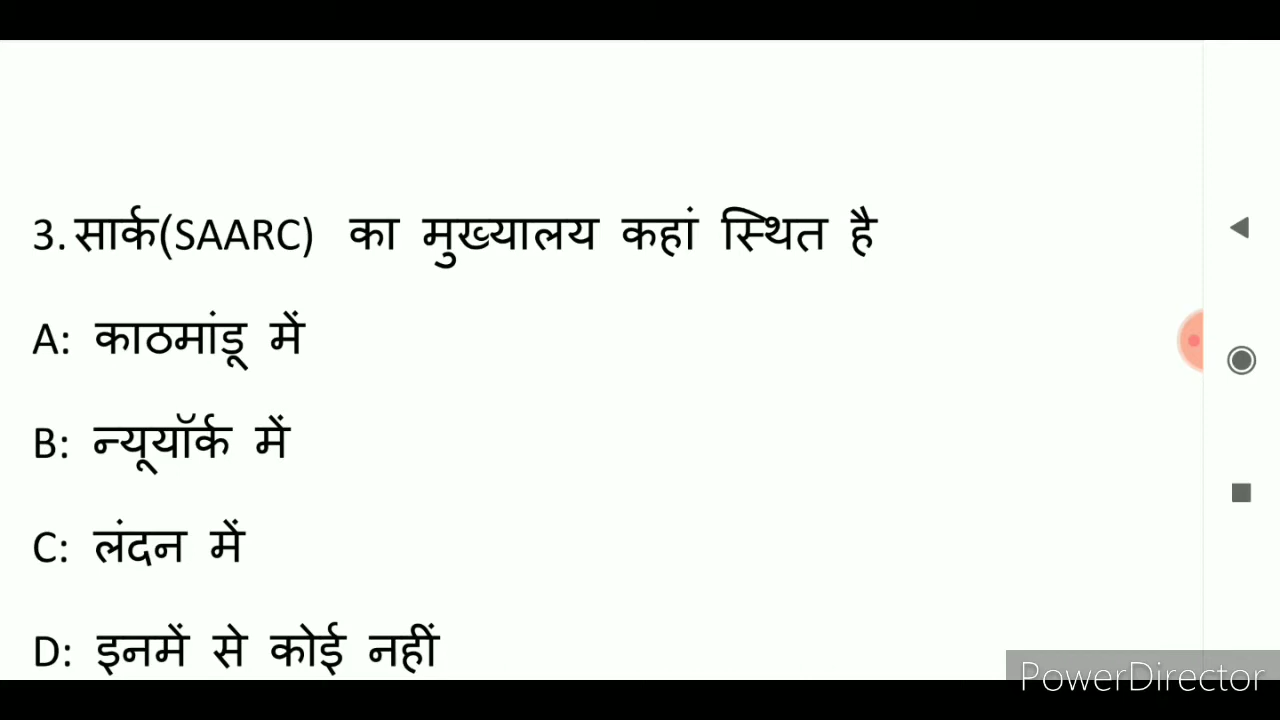 3. सार्क(SAARC) का मुख्यालय कहां स्थित है
A: काठमांडू में
B: न्यूयॉर्क में
C: लंदन में
D: इनमें से कोई नहीं
PowerDirector